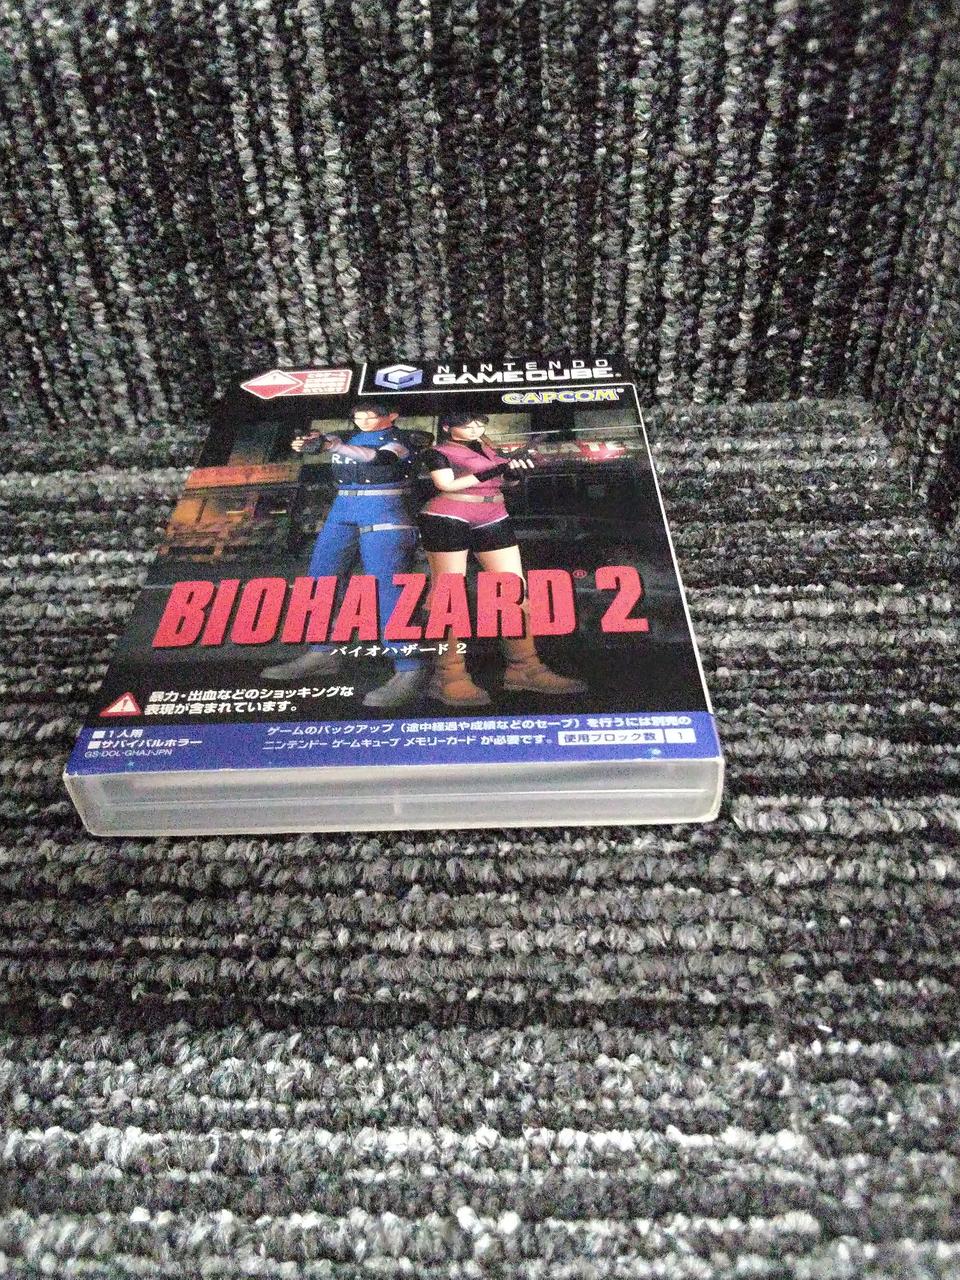 NINTENDO
GAMECUBE
CAPCOM
R.P.
BIOHAZARD® 2
バイオハザード 2
暴力・出血などのショッキングな
表現が含まれています。
■1人用
■サバイバルホラー
GS-DOL-GHAJ-JPN
ゲームのバックアップ（途中経過や成績などのセーブ）を行うには別売の
ニンテンドー ゲームキューブ メモリーカード が必要です。 使用ブロック数 1